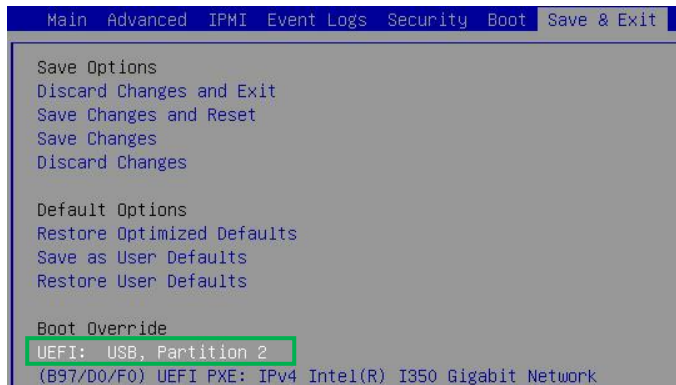 Main Advanced IPMI Event Logs Security Boot Save & Exit
Save Options
Discard Changes and Exit
Save Changes and Reset
Save Changes
Discard Changes
Default Options
Restore Optimized Defaults
Save as User Defaults
Restore User Defaults
Boot Override
UEFI: USB, Partition 2
(B97/D0/F0) UEFI PXE: IPv4 Intel(R) I350 Gigabit Network